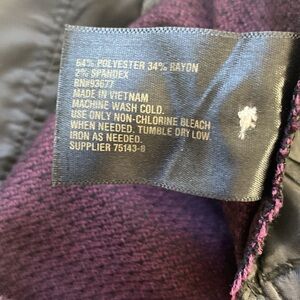 64% POLYESTER 34% RAYON
2% SPANDEX
RN#93677
MADE IN VIETNAM
MACHINE WASH COLD.
USE ONLY NON-CHLORINE BLEACH
WHEN NEEDED. TUMBLE DRY LOW
IRON AS NEEDED.
SUPPLIER 75143-8